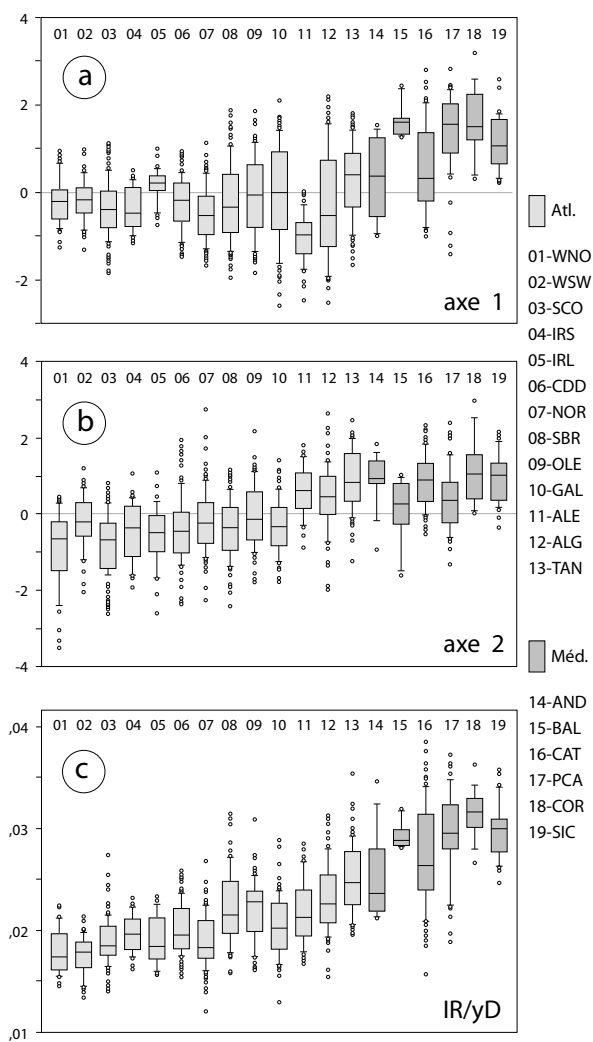 4
01 02 03 04 05 06 07 08 09 10 11 12 13 14 15 16 17 18 19
a
2
0
-2
axe 1
4
01 02 03 04 05 06 07 08 09 10 11 12 13 14 15 16 17 18 19
b
2
0
-2
-4
axe 2
,04
01 02 03 04 05 06 07 08 09 10 11 12 13 14 15 16 17 18 19
c
,03
,02
,01
IR/yD
Atl.
01-WNO
02-WSW
03-SCO
04-IRS
05-IRL
06-CDD
07-NOR
08-SBR
09-OLE
10-GAL
11-ALE
12-ALG
13-TAN
Méd.
14-AND
15-BAL
16-CAT
17-PCA
18-COR
19-SIC